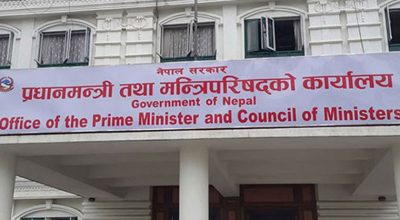 नेपाल सरकार
प्रधानमन्त्री तथा मन्त्रिपरिषद्को कार्यालय
Government of Nepal
Office of the Prime Minister and Council of Ministers